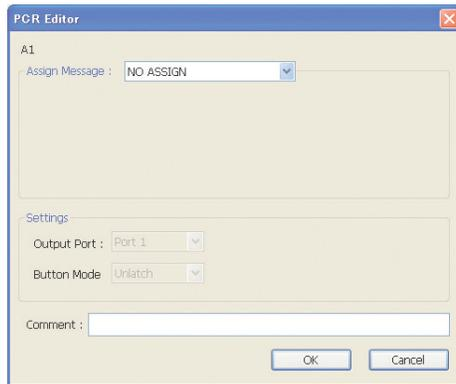 PCR Editor
A1
Assign Message : NO ASSIGN
Settings
Output Port : Port 1
Button Mode Unlatch
Comment :
OK Cancel